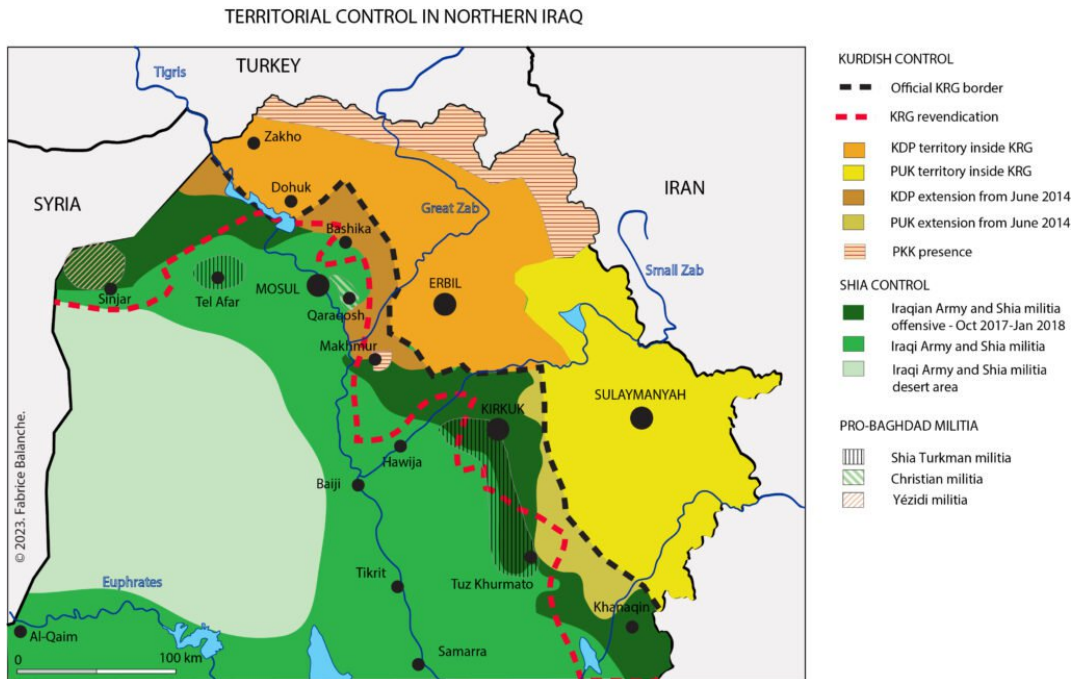 TERRITORIAL CONTROL IN NORTHERN IRAQ
TURKEY
Tigris
Zakho
SYRIA
Dohuk
Great Zab
IRAN
Bashika
Small Zab
Sinjar
Tel Afar
MOSUL
ERBIL
Qaraqosh
Makhmur
KIRKUK
SULAYMANYAH
Hawija
Baiji
Tikrit
Tuz Khurmato
Euphrates
Khanaqin
Al-Qaim
Samarra
0
100 km
© 2023. Fabrice Balanche.
KURDISH CONTROL
Official KRG border
KRG revendication
KDP territory inside KRG
PUK territory inside KRG
KDP extension from June 2014
PUK extension from June 2014
PKK presence
SHIA CONTROL
Iraqian Army and Shia militia
offensive - Oct 2017-Jan 2018
Iraqi Army and Shia militia
Iraqi Army and Shia militia
desert area
PRO-BAGHDAD MILITIA
Shia Turkman militia
Christian militia
Yézidi militia